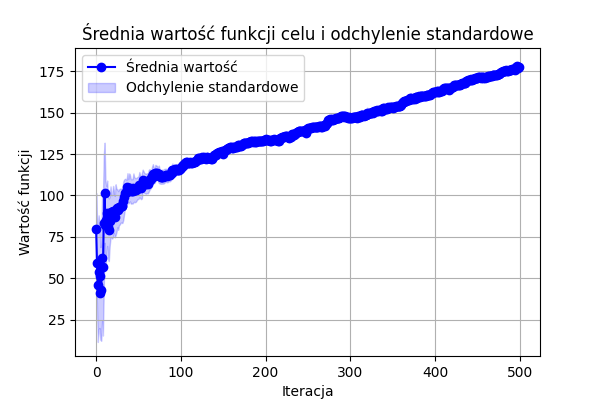 Średnia wartość funkcji celu i odchylenie standardowe
Średnia wartość
Odchylenie standardowe
Wartość funkcji
175
150
125
100
75
50
25
0 100 200 300 400 500
Iteracja